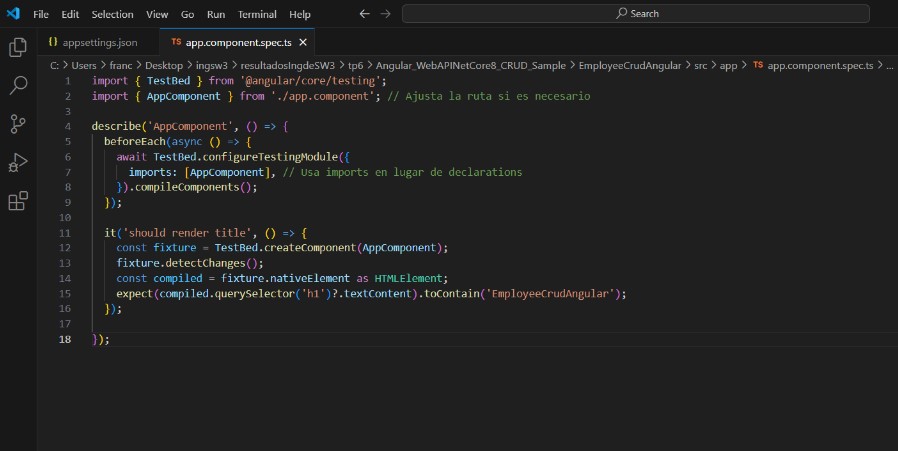 File Edit Selection View Go Run Terminal Help ← → Search
{} appsettings.json TS app.component.spec.ts ×
C: > Users > franc > Desktop > ingsw3 > resultadosIngdeSW3 > tp6 > Angular_WebAPINetCore8_CRUD_Sample > EmployeeCrudAngular > src > app > TS app.component.spec.ts > ...
1 import { TestBed } from '@angular/core/testing';
2 import { AppComponent } from './app.component'; // Ajusta la ruta si es necesario
3
4 describe('AppComponent', () => {
5 beforeEach(async () => {
6 await TestBed.configureTestingModule({
7 imports: [AppComponent], // Usa imports en lugar de declarations
8 }).compileComponents();
9 });
10
11 it('should render title', () => {
12 const fixture = TestBed.createComponent(AppComponent);
13 fixture.detectChanges();
14 const compiled = fixture.nativeElement as HTMLElement;
15 expect(compiled.querySelector('h1')?.textContent).toContain('EmployeeCrudAngular');
16 });
17
18 });